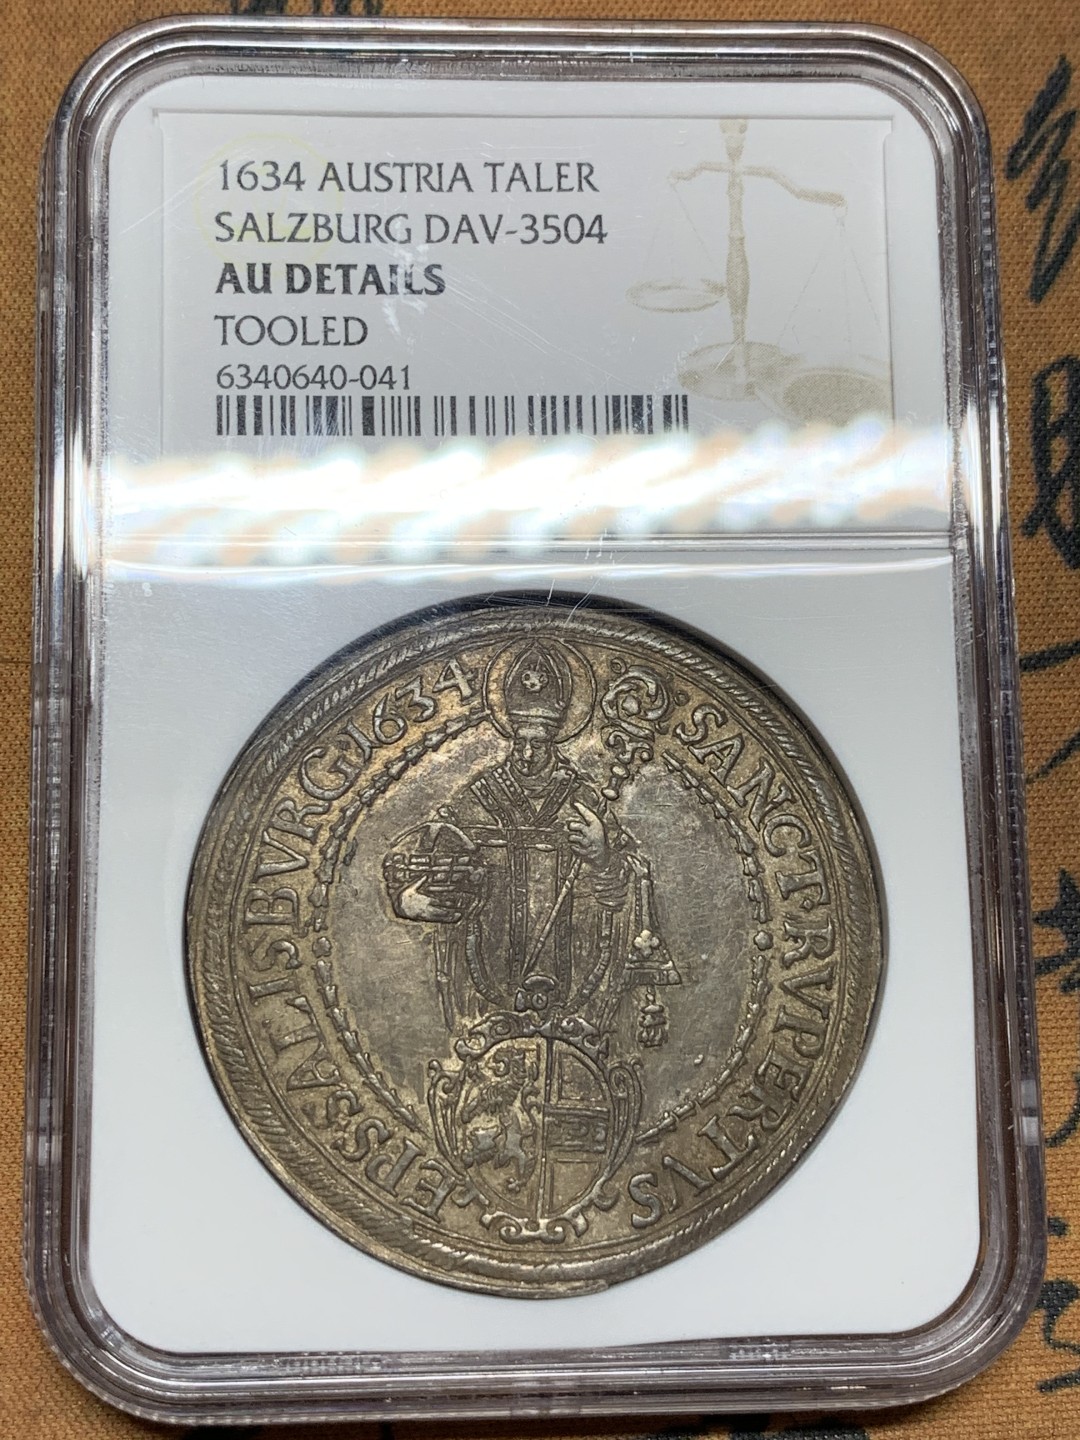 1634 AUSTRIA TALER
SALZBURG DAV-3504
AU DETAILS
TOOLED
6340640-041
·SANCT·RVPERTVS
EPS·SALISBVRG·1634